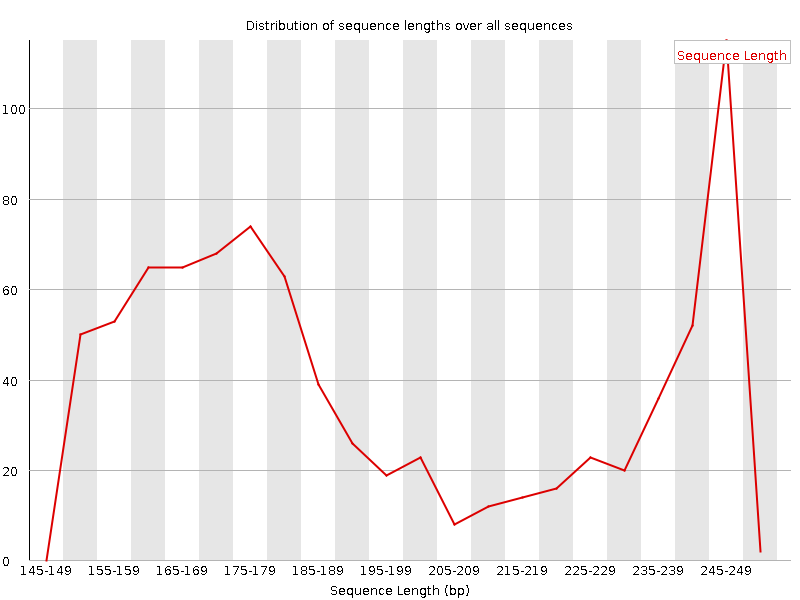 Distribution of sequence lengths over all sequences
Sequence Length
100
80
60
40
20
0
145-149 155-159 165-169 175-179 185-189 195-199 205-209 215-219 225-229 235-239 245-249
Sequence Length (bp)